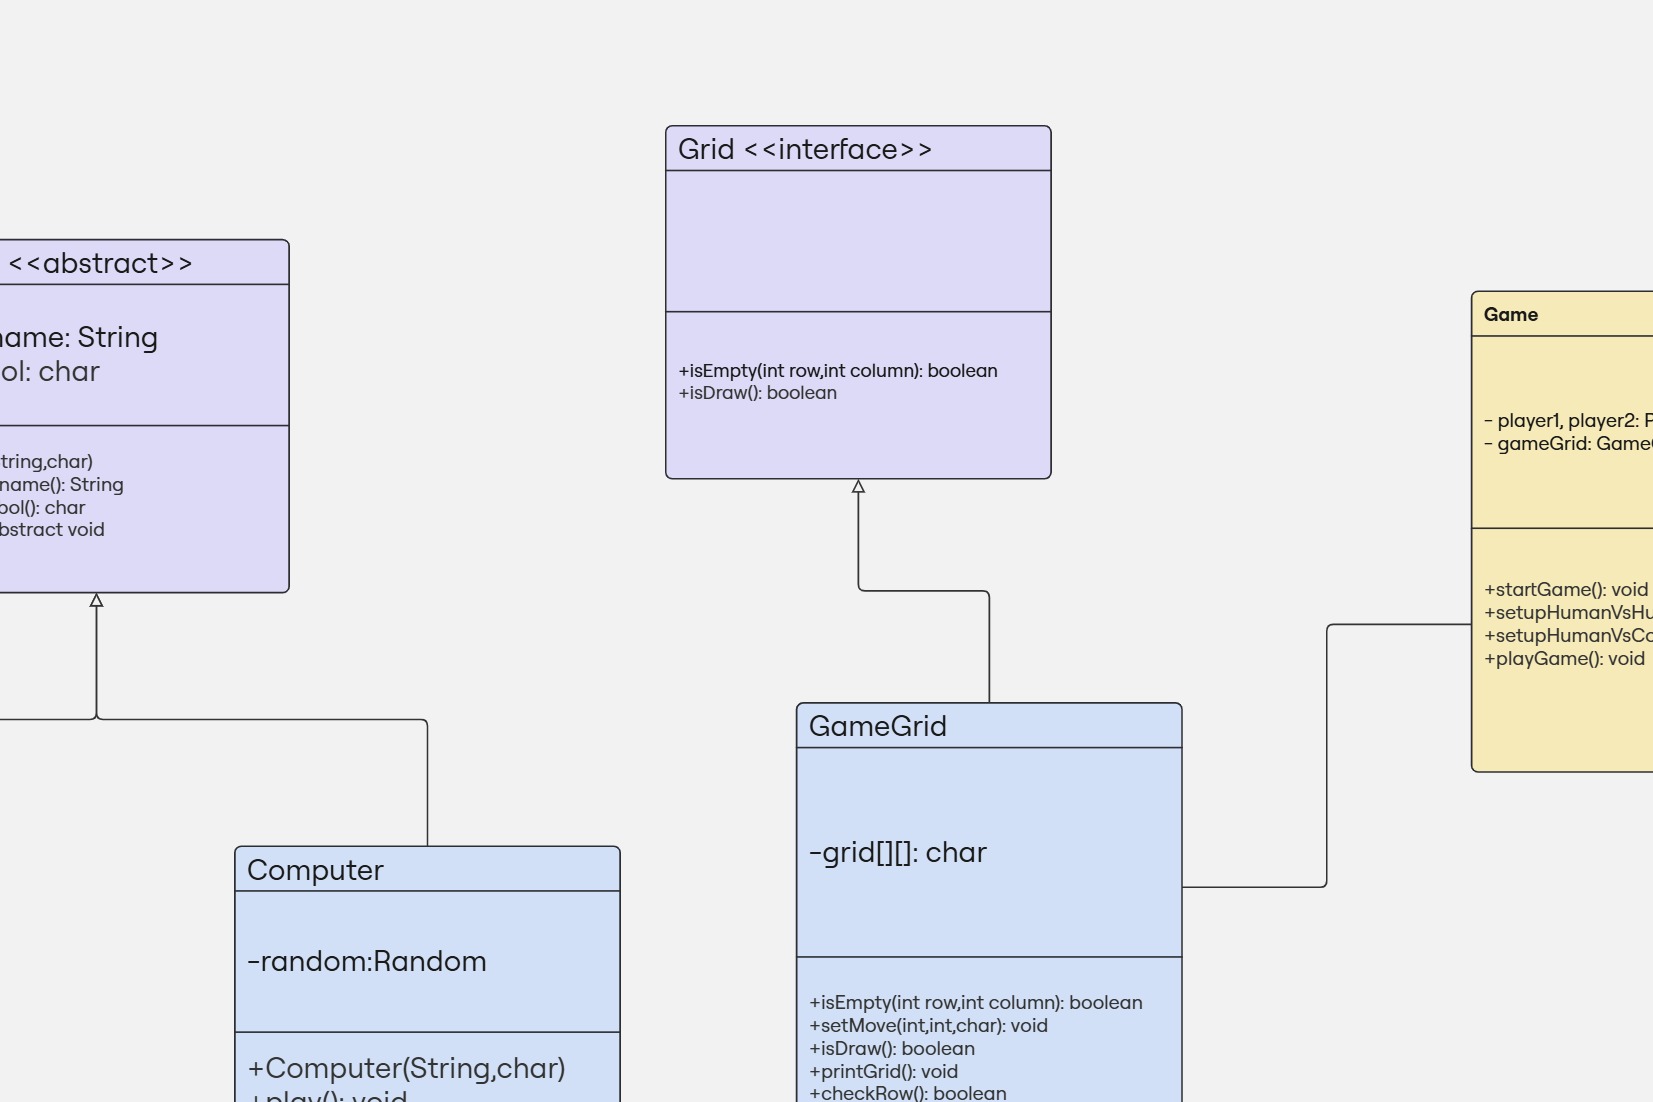 Grid <<interface>>
+isEmpty(int row,int column): boolean
+isDraw(): boolean
<<abstract>>
name: String
ol: char
tring,char)
name(): String
bol(): char
bstract void
Game
- player1, player2: P
- gameGrid: Game
+startGame(): void
+setupHumanVsHu
+setupHumanVsCo
+playGame(): void
GameGrid
-grid[][]: char
+isEmpty(int row,int column): boolean
+setMove(int,int,char): void
+isDraw(): boolean
+printGrid(): void
+checkRow(): boolean
Computer
-random:Random
+Computer(String,char)
+play(): void